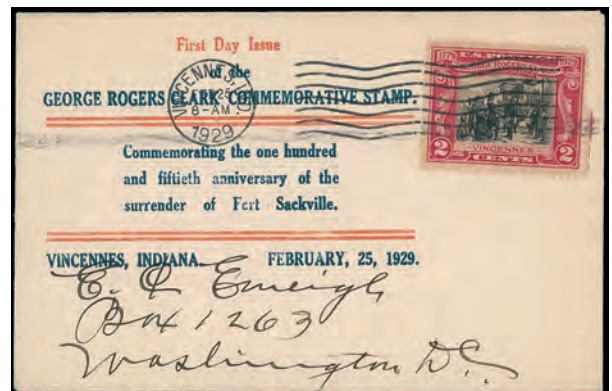 First Day Issue
of the
GEORGE ROGERS CLARK COMMEMORATIVE STAMP.
VINCENNES,
25
8-AM
1929
2 CENTS 2
VINCENNES
Commemorating the one hundred
and fiftieth anniversary of the
surrender of Fort Sackville.
VINCENNES, INDIANA. FEBRUARY, 25, 1929.
E. C Emeigh
Box 1263
Washington D.C.